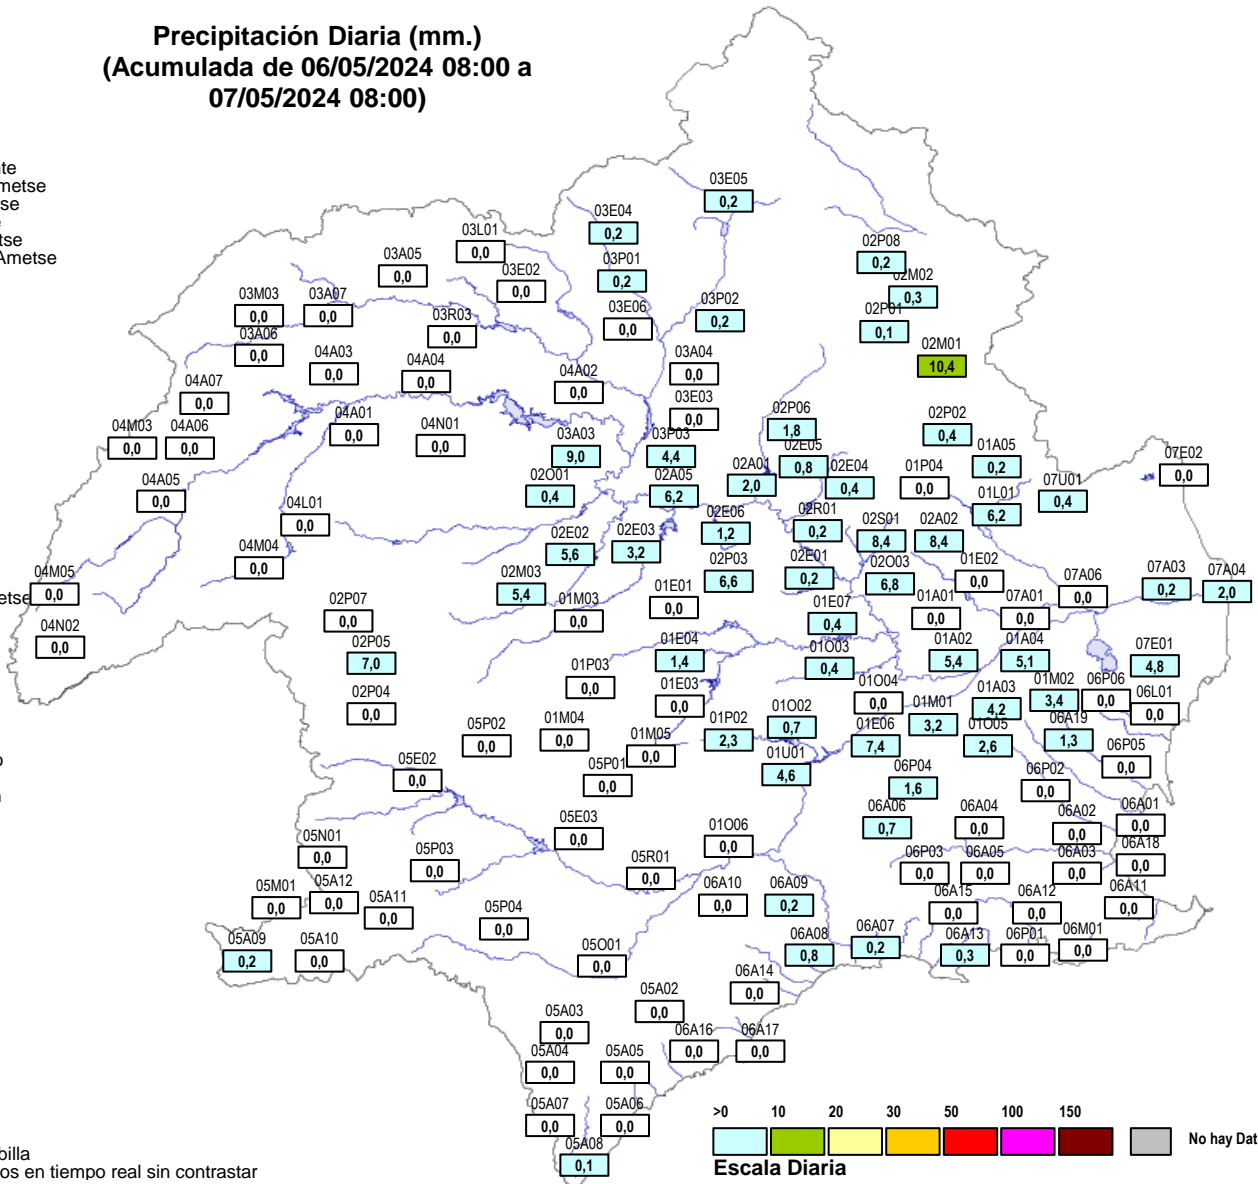 Precipitación Diaria (mm.)
(Acumulada de 06/05/2024 08:00 a
07/05/2024 08:00)
03E05
0,2
03E04
0,2
03L01
0,0
03A05
0,0
03E02
0,0
03P01
0,2
02P08
0,2
02M02
0,3
03M03
0,0
03A07
0,0
03R03
0,0
03E06
0,0
03P02
0,2
02P01
0,1
03A06
0,0
04A03
0,0
04A04
0,0
04A02
0,0
03A04
0,0
02M01
10,4
04A07
0,0
04A01
0,0
04N01
0,0
03E03
0,0
02P06
1,8
02P02
0,4
04M03
0,0
04A06
0,0
03A03
9,0
03P03
4,4
02E05
0,8
01A05
0,2
07E02
0,0
04A05
0,0
02O01
0,4
02A05
6,2
02A01
2,0
02E04
0,4
01P04
0,0
01L01
6,2
07U01
0,4
04L01
0,0
02E06
1,2
02R01
0,2
02S01
8,4
02A02
8,4
04M04
0,0
02E02
5,6
02E03
3,2
02P03
6,6
02E01
0,2
02O03
6,8
01E02
0,0
04M05
0,0
02M03
5,4
01M03
0,0
01E01
0,0
07A06
0,0
07A03
0,2
07A04
2,0
04N02
0,0
02P07
0,0
01E07
0,4
01A01
0,0
07A01
0,0
02P05
7,0
01E04
1,4
01O03
0,4
01A02
5,4
01A04
5,1
07E01
4,8
02P04
0,0
01P03
0,0
01E03
0,0
01O04
0,0
01M01
3,2
01A03
4,2
01M02
3,4
06P06
0,0
06L01
0,0
05P02
0,0
01M04
0,0
01M05
0,0
01P02
2,3
01O02
0,7
01E06
7,4
01O05
2,6
06A19
1,3
06P05
0,0
05E02
0,0
05P01
0,0
01U01
4,6
06P04
1,6
06P02
0,0
05E03
0,0
01O06
0,0
06A06
0,7
06A04
0,0
06A02
0,0
06A01
0,0
05N01
0,0
05P03
0,0
05R01
0,0
06P03
0,0
06A05
0,0
06A03
0,0
06A18
0,0
05M01
0,0
05A12
0,0
05A11
0,0
06A10
0,0
06A09
0,2
06A15
0,0
06A12
0,0
06A11
0,0
05P04
0,0
05A09
0,2
05A10
0,0
05O01
0,0
06A08
0,8
06A07
0,2
06A13
0,3
06P01
0,0
06M01
0,0
05A02
0,0
06A14
0,0
05A03
0,0
06A16
0,0
06A17
0,0
05A04
0,0
05A05
0,0
05A07
0,0
05A06
0,0
05A08
0,1
>0 10 20 30 50 100 150
No hay Dat
Escala Diaria
billa
os en tiempo real sin contrastar